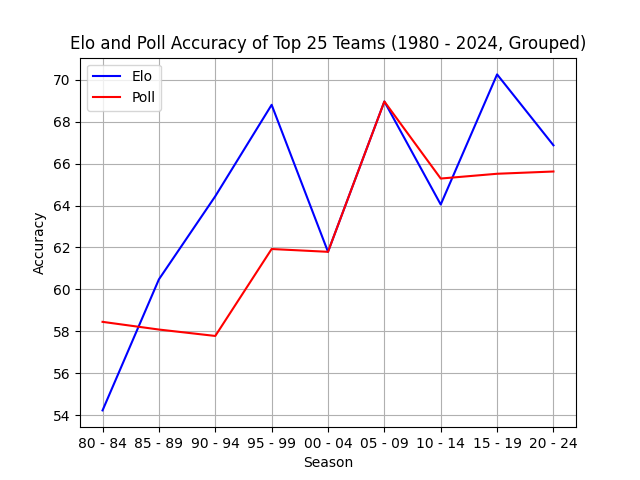 Elo and Poll Accuracy of Top 25 Teams (1980 - 2024, Grouped)
Elo
Poll
70
68
66
64
62
60
58
56
54
Accuracy
80 - 84 85 - 89 90 - 94 95 - 99 00 - 04 05 - 09 10 - 14 15 - 19 20 - 24
Season